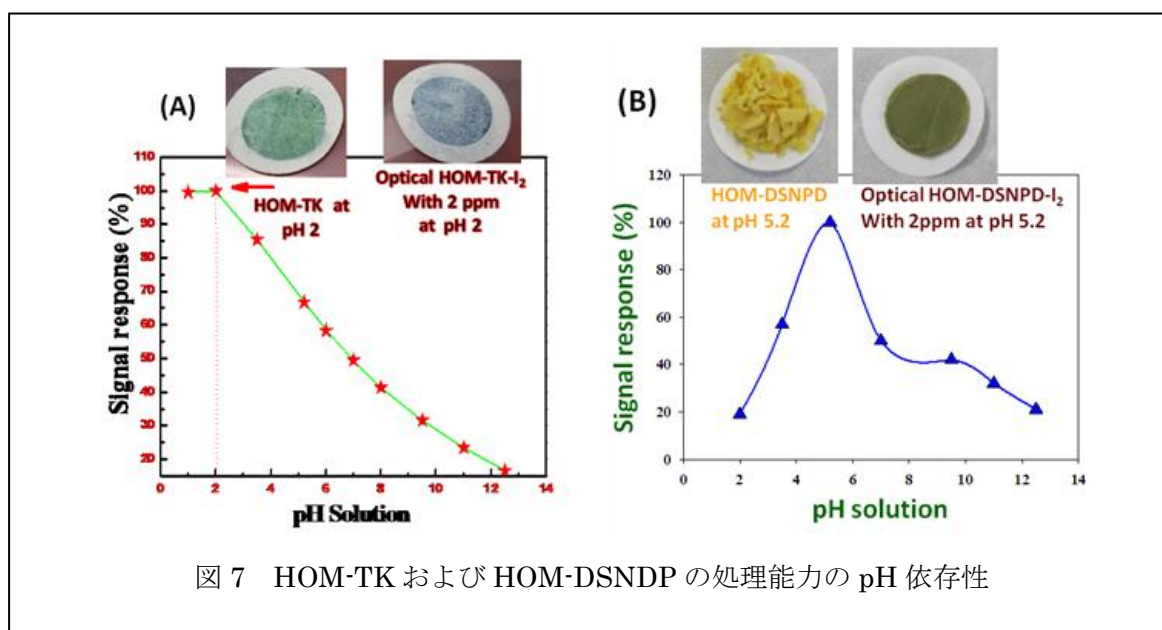 (A)
HOM-TK at
pH 2
Optical HOM-TK-I₂
With 2 ppm
at pH 2
Signal response (%)
110
100
90
80
70
60
50
40
30
20
0
2
4
6
8
10
12
14
pH Solution
(B)
HOM-DSNPD
at pH 5.2
Optical HOM-DSNPD-I₂
With 2ppm at pH 5.2
Signal response (%)
120
100
80
60
40
20
0
0
2
4
6
8
10
12
14
pH solution
図 7 HOM-TK および HOM-DSNDP の処理能力の pH 依存性